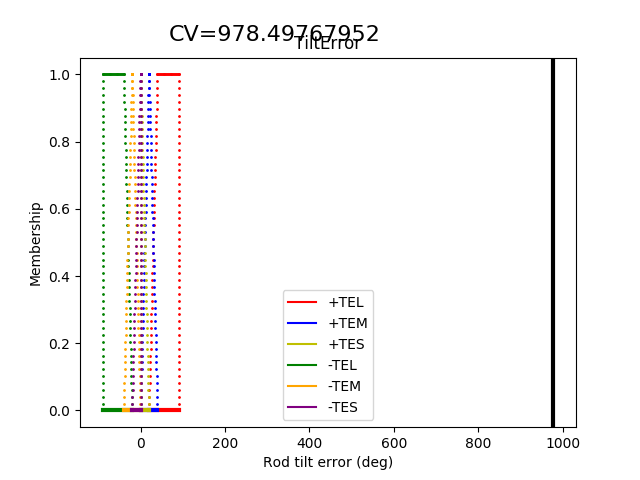 CV=978.49767952
TiltError
Membership
1.0
0.8
0.6
0.4
0.2
0.0
+TEL
+TEM
+TES
-TEL
-TEM
-TES
0 200 400 600 800 1000
Rod tilt error (deg)